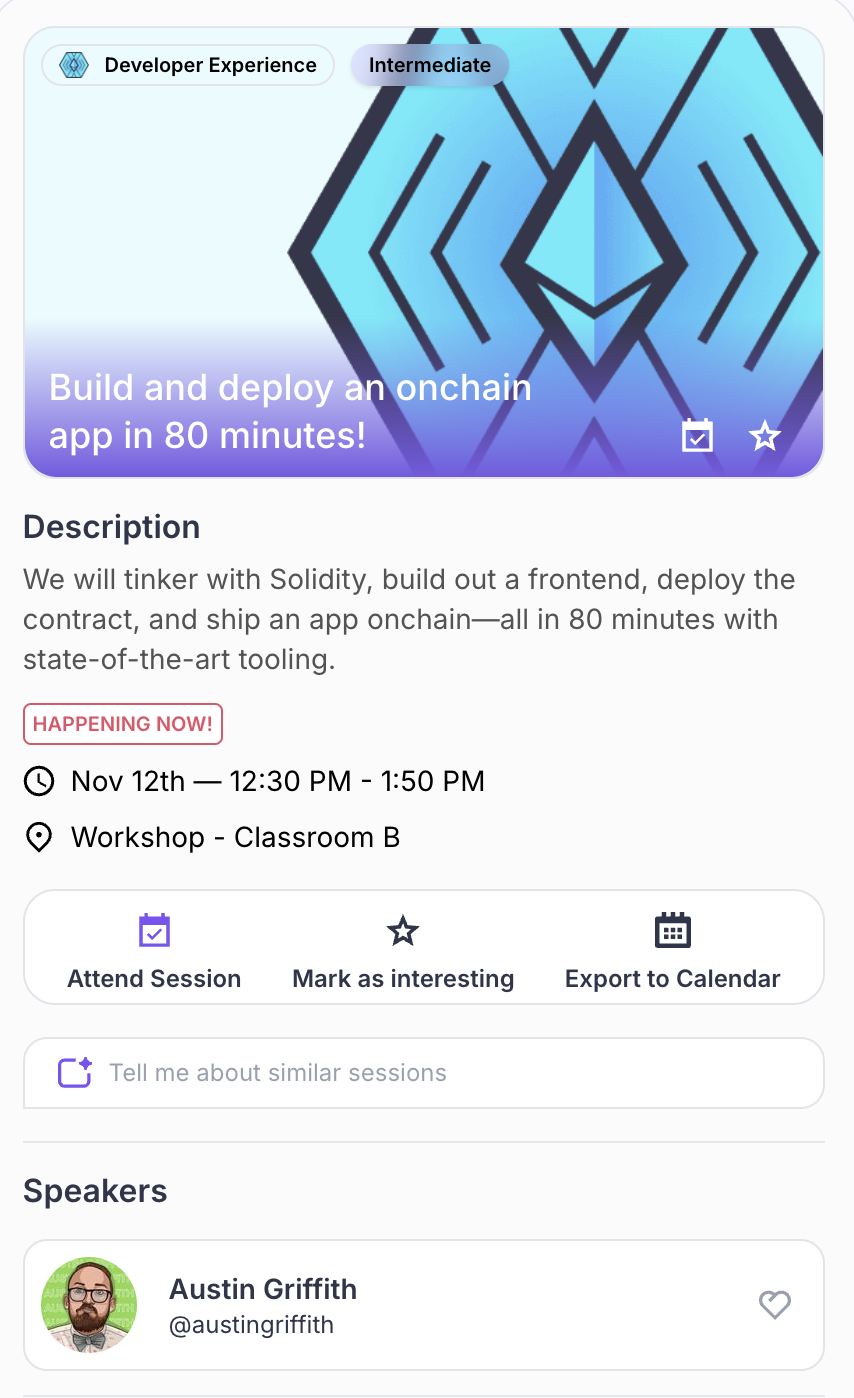 Developer Experience
Intermediate
Build and deploy an onchain
app in 80 minutes!
Description
We will tinker with Solidity, build out a frontend, deploy the
contract, and ship an app onchain—all in 80 minutes with
state-of-the-art tooling.
HAPPENING NOW!
Nov 12th — 12:30 PM - 1:50 PM
Workshop - Classroom B
Attend Session
Mark as interesting
Export to Calendar
Tell me about similar sessions
Speakers
Austin Griffith
@austingriffith